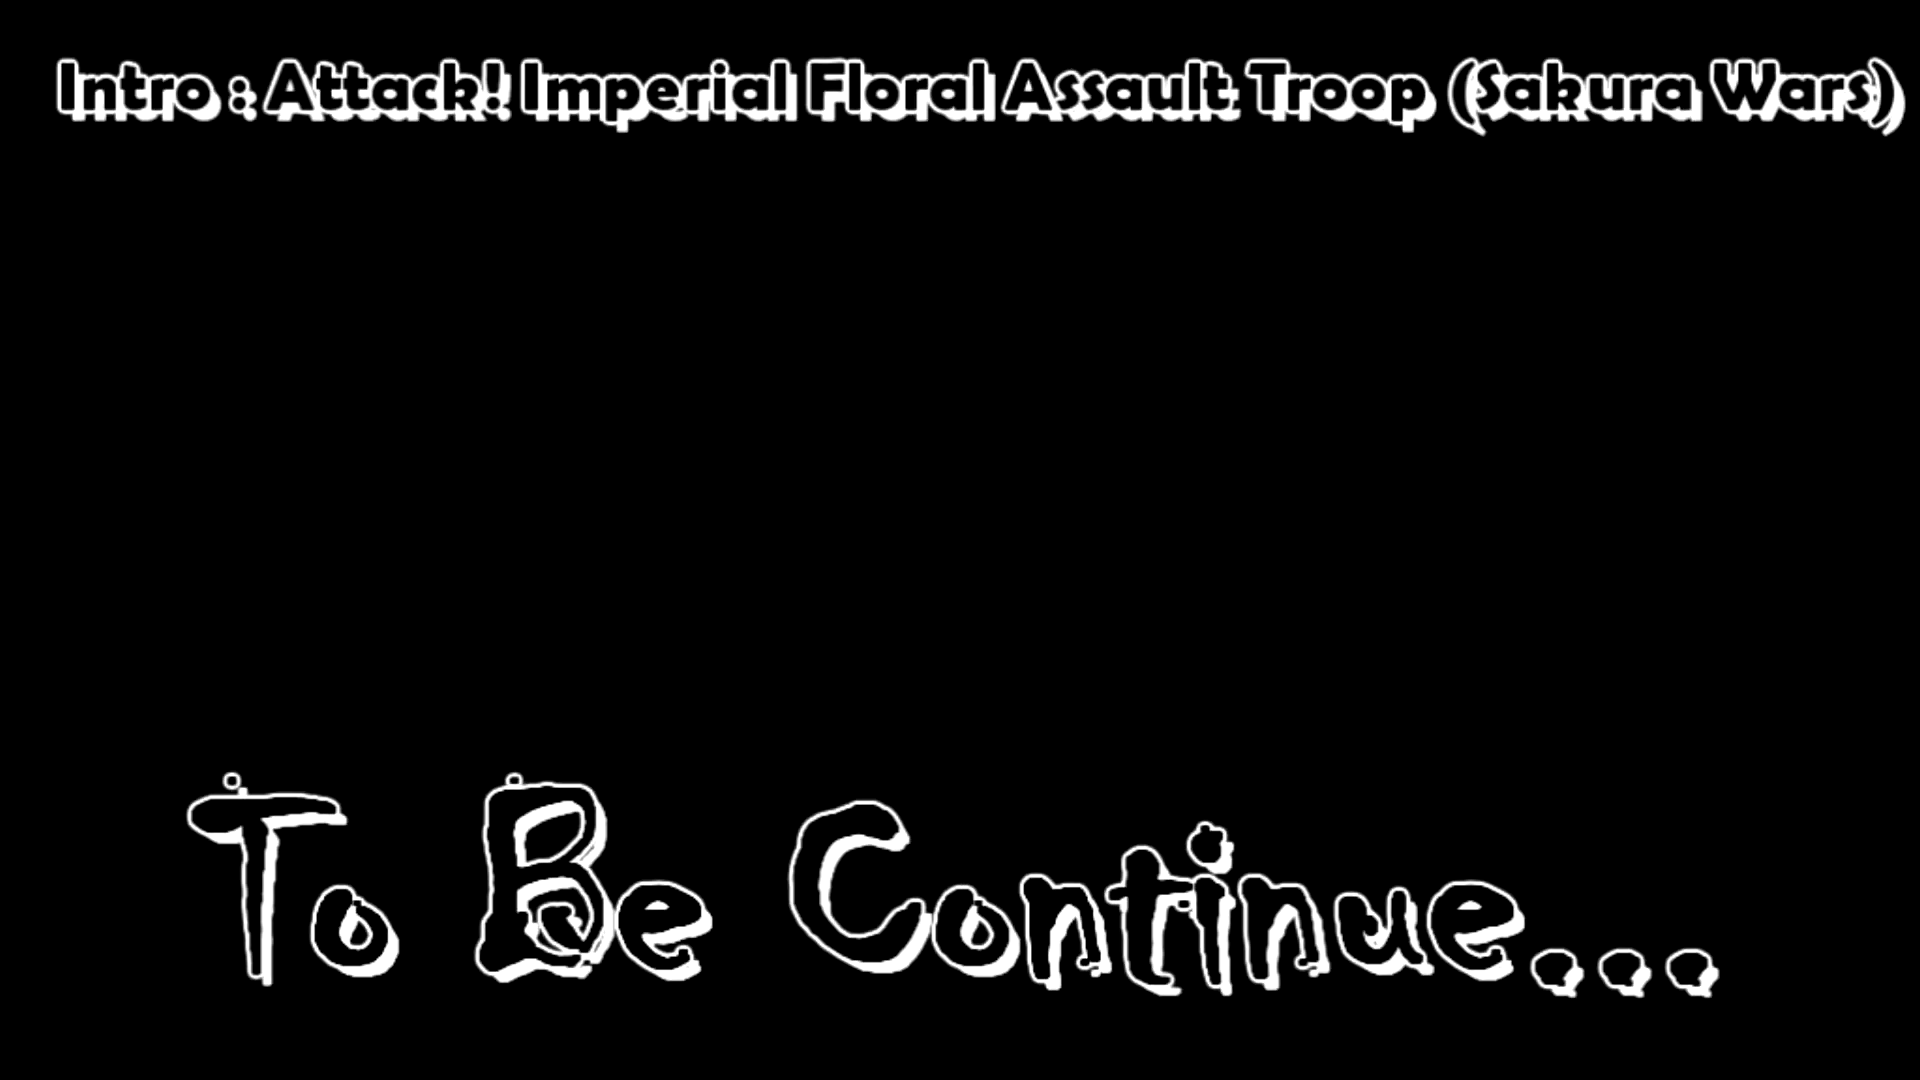 Intro : Attack! Imperial Floral Assault Troop (Sakura Wars)
To Be Continue...